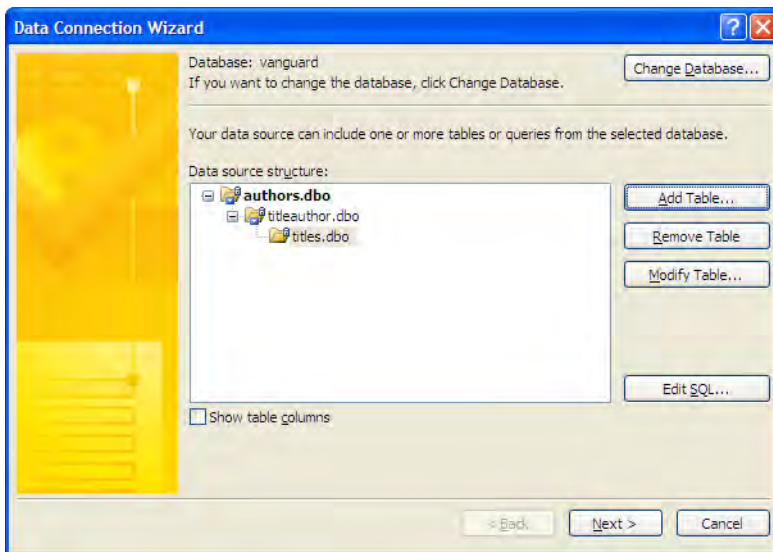 Data Connection Wizard
Database: vanguard
If you want to change the database, click Change Database.
Change Database...
Your data source can include one or more tables or queries from the selected database.
Data source structure:
authors.dbo
titleauthor.dbo
titles.dbo
Add Table...
Remove Table
Modify Table...
Edit SQL...
Show table columns
< Back
Next >
Cancel